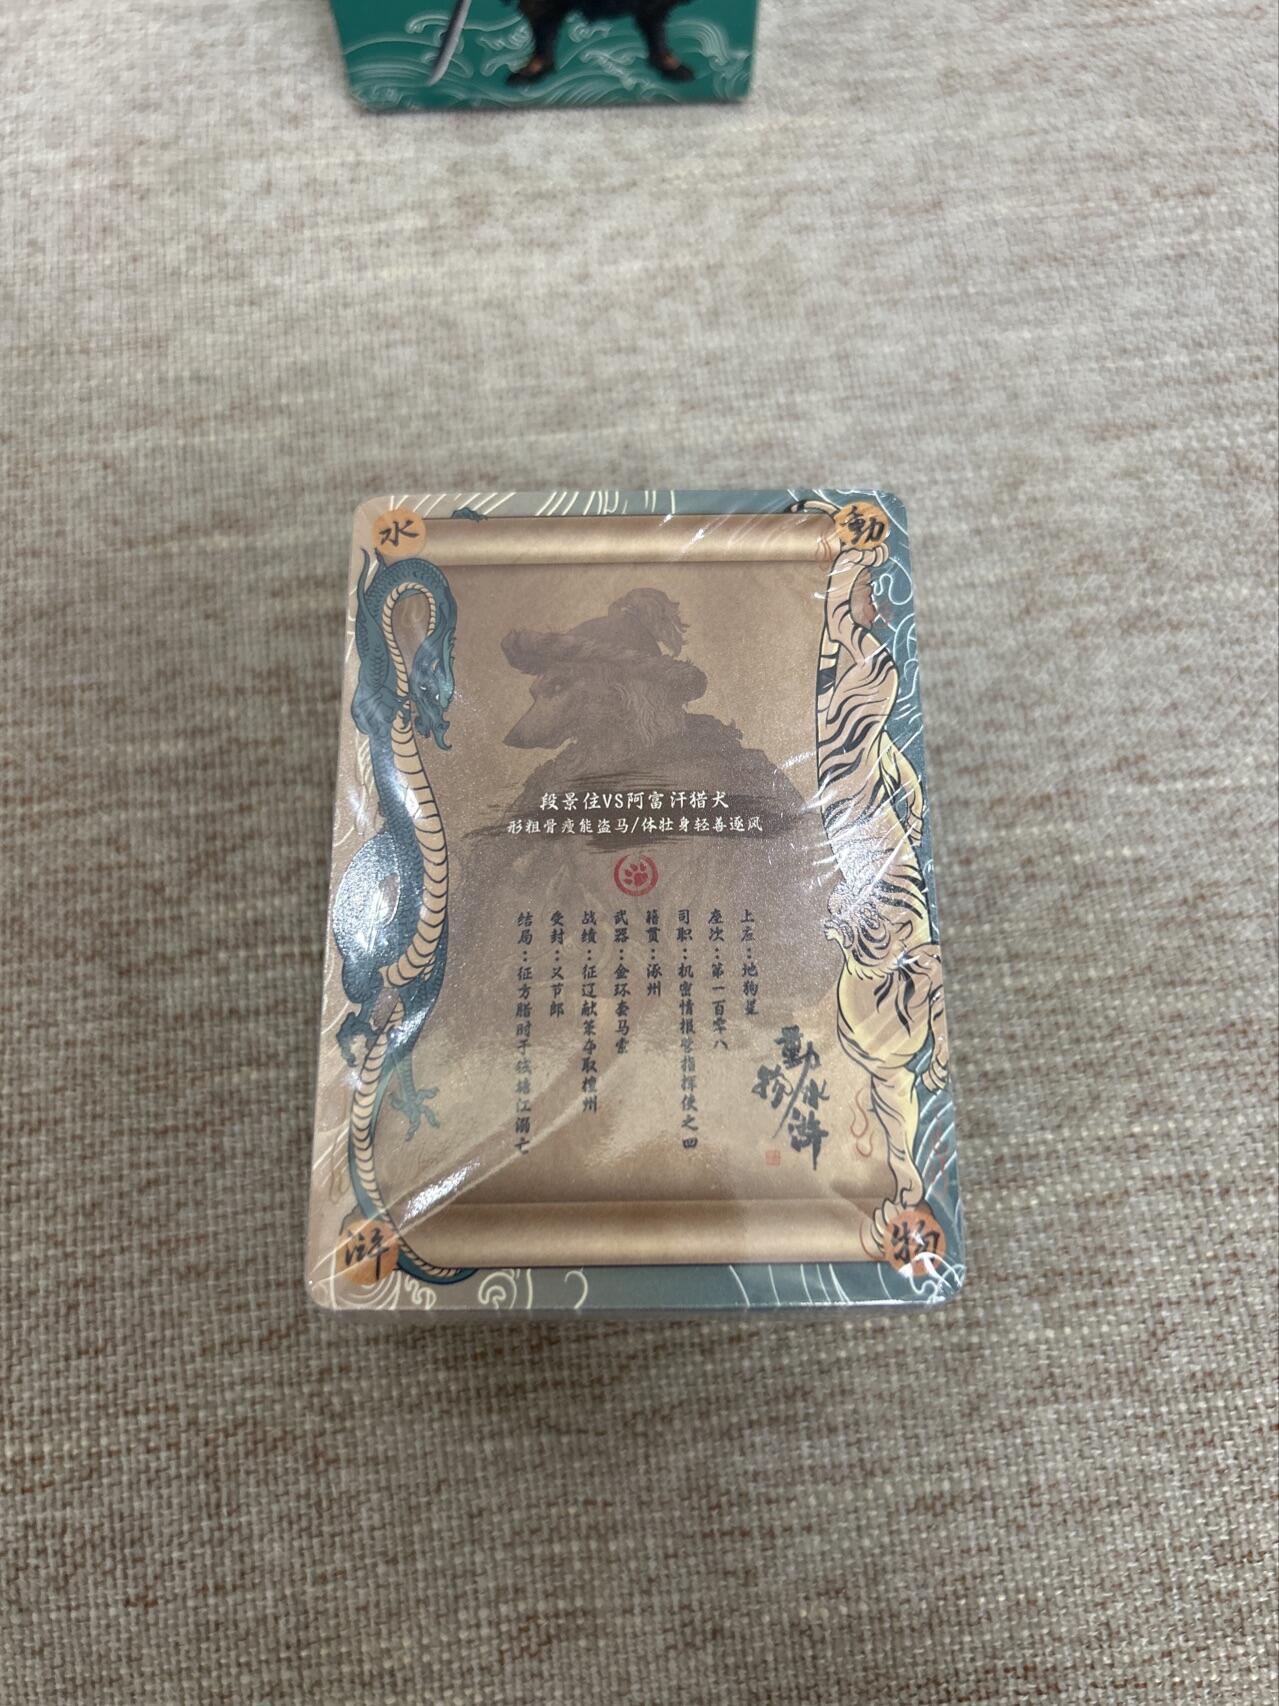 動
物
水
浒
段景住VS阿富汗猎犬
形粗骨瘦能盗马/体壮身轻善逐风
上应：地狗星
座次：第一百零八
司职：机密情报营指挥使之四
籍贯：涿州
武器：金环套马索
战绩：征辽献策夺取檀州
受封：义节郎
结局：征方腊时于钱塘江溺亡
動物水浒